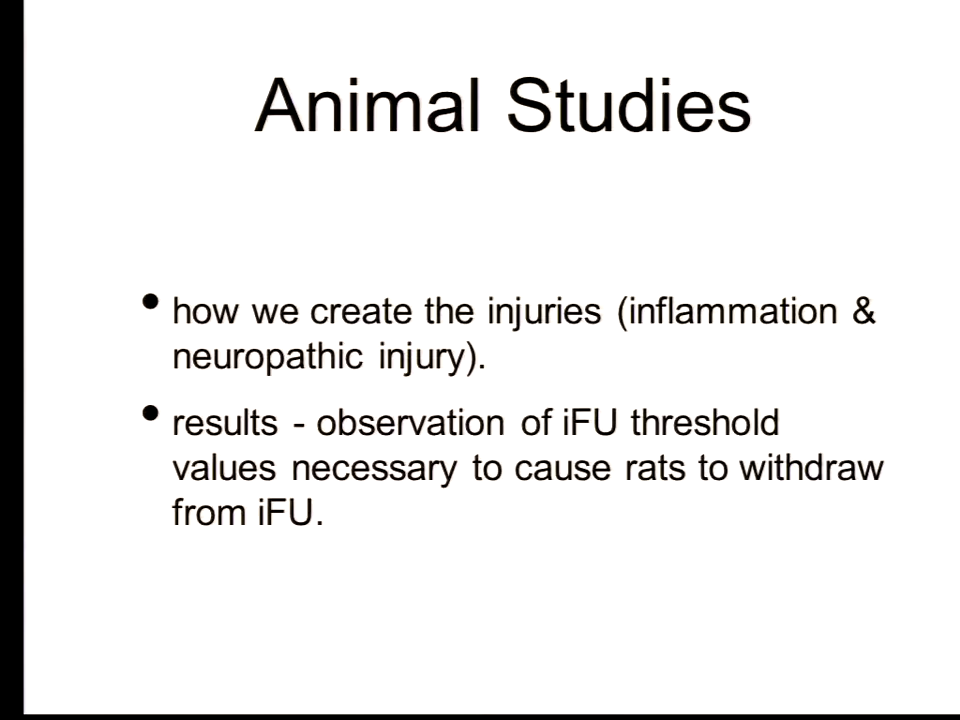 Animal Studies
• how we create the injuries (inflammation &
neuropathic injury).
• results - observation of iFU threshold
values necessary to cause rats to withdraw
from iFU.